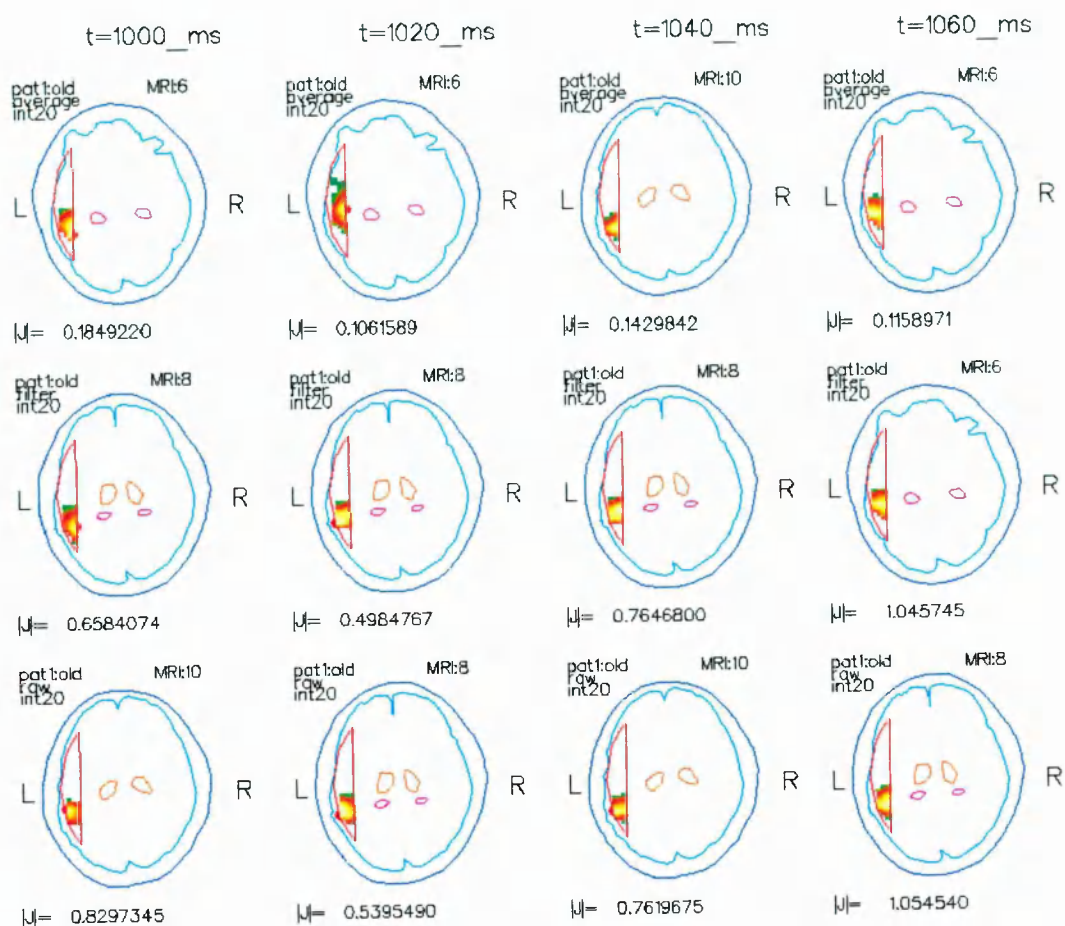 t=1000_ms t=1020_ms t=1040_ms t=1060_ms
pat1:old MRI:6 pat1:old MRI:6 pat1:old MRI:10 pat1:old MRI:6
average average average average
int20 int20 int20 int20
L R L R
|J|= 0.1849220 |J|= 0.1061589 |J|= 0.1429842 |J|= 0.1158971
pat1:old MRI:8 pat1:old MRI:8 pat1:old MRI:8 pat1:old MRI:6
filter filter filter filter
int20 int20 int20 int20
L R L R L R
|J|= 0.6584074 |J|= 0.4984767 |J|= 0.7646800 |J|= 1.045745
pat1:old MRI:10 pat1:old MRI:8 pat1:old MRI:10 pat1:old MRI:8
raw raw raw raw
int20 int20 int20 int20
L R L R L R
|J|= 0.8297345 |J|= 0.5395490 |J|= 0.7619675 |J|= 1.054540